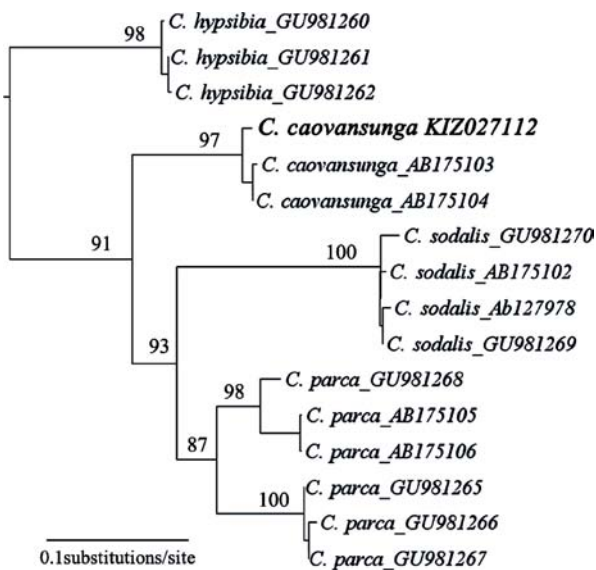 98
C. hypsibia_GU981260
C. hypsibia_GU981261
C. hypsibia_GU981262
97
C. caovansunga KIZ027112
C. caovansunga_AB175103
C. caovansunga_AB175104
91
100
C. sodalis_GU981270
C. sodalis_AB175102
C. sodalis_Ab127978
C. sodalis_GU981269
93
98
C. parca_GU981268
C. parca_AB175105
C. parca_AB175106
87
100
C. parca_GU981265
C. parca_GU981266
C. parca_GU981267
0.1substitutions/site